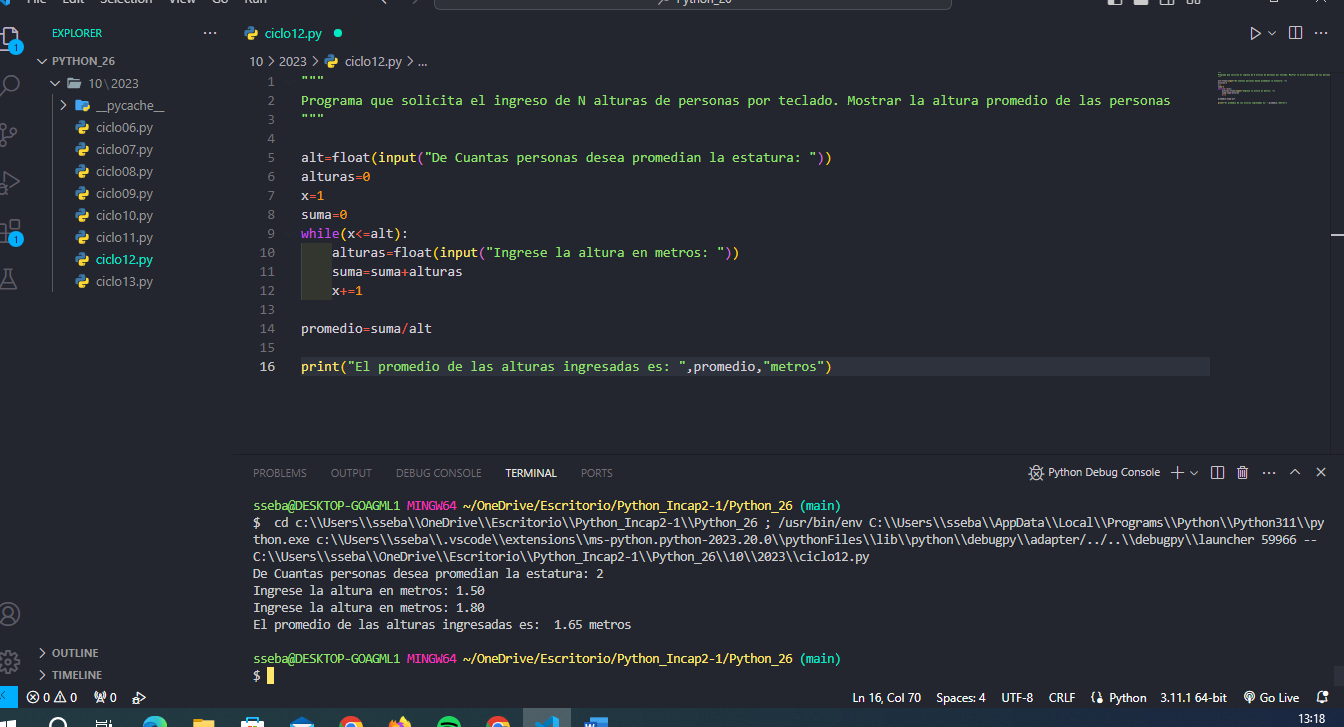 File Edit Selection View Go Run Python_26
EXPLORER ...
PYTHON_26
10 \ 2023
__pycache__
ciclo06.py
ciclo07.py
ciclo08.py
ciclo09.py
ciclo10.py
ciclo11.py
ciclo12.py
ciclo13.py
OUTLINE
TIMELINE
1
1
ciclo12.py
10 > 2023 > ciclo12.py > ...
1 """
2 Programa que solicita el ingreso de N alturas de personas por teclado. Mostrar la altura promedio de las personas
3 """
4
5 alt=float(input("De Cuantas personas desea promedian la estatura: "))
6 alturas=0
7 x=1
8 suma=0
9 while(x<=alt):
10 alturas=float(input("Ingrese la altura en metros: "))
11 suma=suma+alturas
12 x+=1
13
14 promedio=suma/alt
15
16 print("El promedio de las alturas ingresadas es: ",promedio,"metros")
PROBLEMS OUTPUT DEBUG CONSOLE TERMINAL PORTS Python Debug Console
sseba@DESKTOP-GOAGML1 MINGW64 ~/OneDrive/Escritorio/Python_Incap2-1/Python_26 (main)
$ cd c:\\Users\\sseba\\OneDrive\\Escritorio\\Python_Incap2-1\\Python_26 ; /usr/bin/env C:\\Users\\sseba\\AppData\\Local\\Programs\\Python\\Python311\\py
thon.exe c:\\Users\\sseba\\.vscode\\extensions\\ms-python.python-2023.20.0\\pythonFiles\\lib\\python\\debugpy\\adapter/../..\\debugpy\\launcher 59966 --
C:\\Users\\sseba\\OneDrive\\Escritorio\\Python_Incap2-1\\Python_26\\10\\2023\\ciclo12.py
De Cuantas personas desea promedian la estatura: 2
Ingrese la altura en metros: 1.50
Ingrese la altura en metros: 1.80
El promedio de las alturas ingresadas es:  1.65 metros
sseba@DESKTOP-GOAGML1 MINGW64 ~/OneDrive/Escritorio/Python_Incap2-1/Python_26 (main)
$
0 0 0 Ln 16, Col 70 Spaces: 4 UTF-8 CRLF Python 3.11.1 64-bit Go Live
13:18